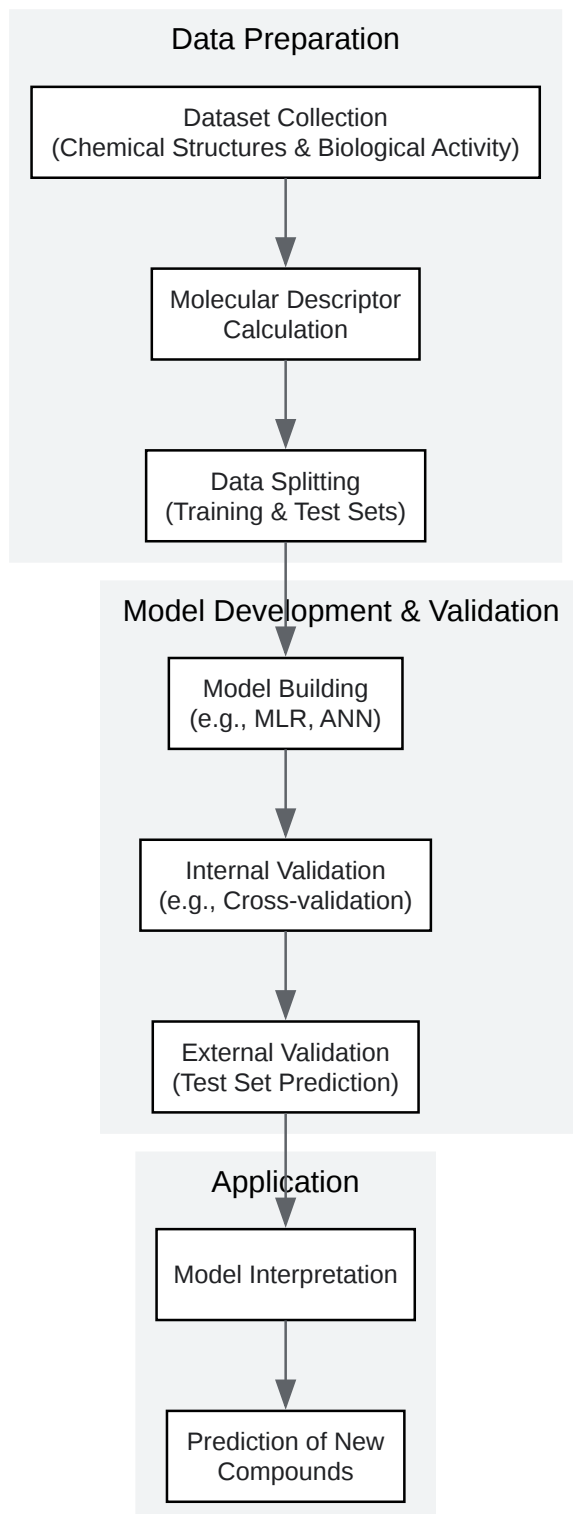 Data Preparation
Dataset Collection
(Chemical Structures & Biological Activity)
Molecular Descriptor
Calculation
Data Splitting
(Training & Test Sets)
Model Development & Validation
Model Building
(e.g., MLR, ANN)
Internal Validation
(e.g., Cross-validation)
External Validation
(Test Set Prediction)
Application
Model Interpretation
Prediction of New
Compounds